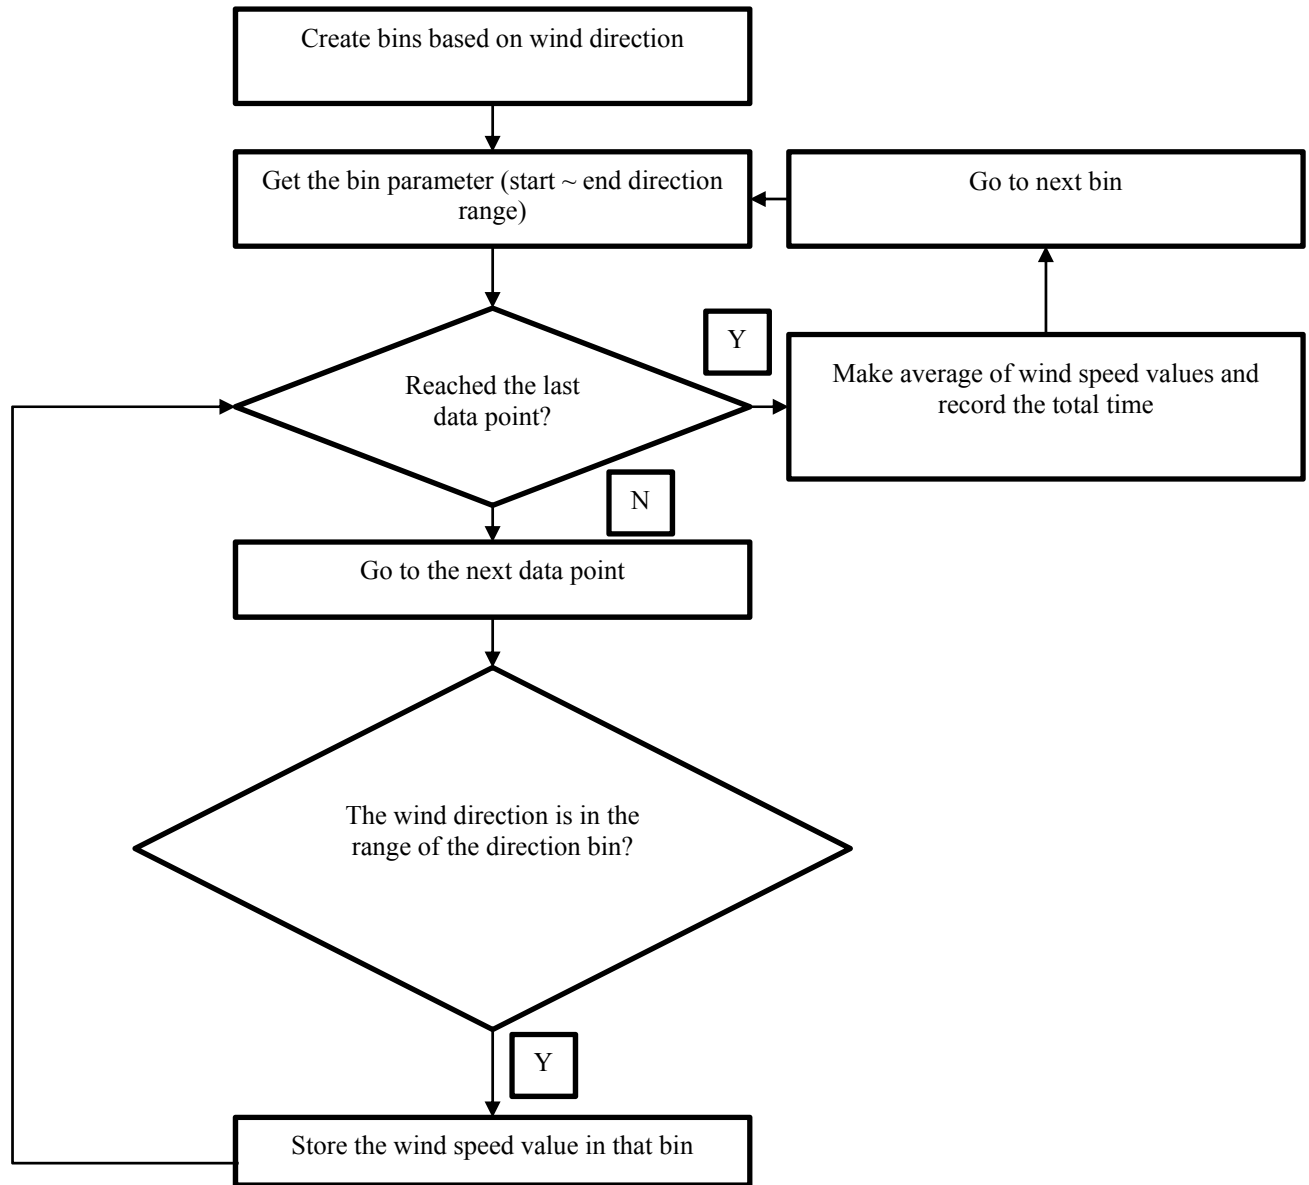 Create bins based on wind direction
Get the bin parameter (start ~ end direction
range)
Go to next bin
Y
Reached the last
data point?
Make average of wind speed values and
record the total time
N
Go to the next data point
The wind direction is in the
range of the direction bin?
Y
Store the wind speed value in that bin